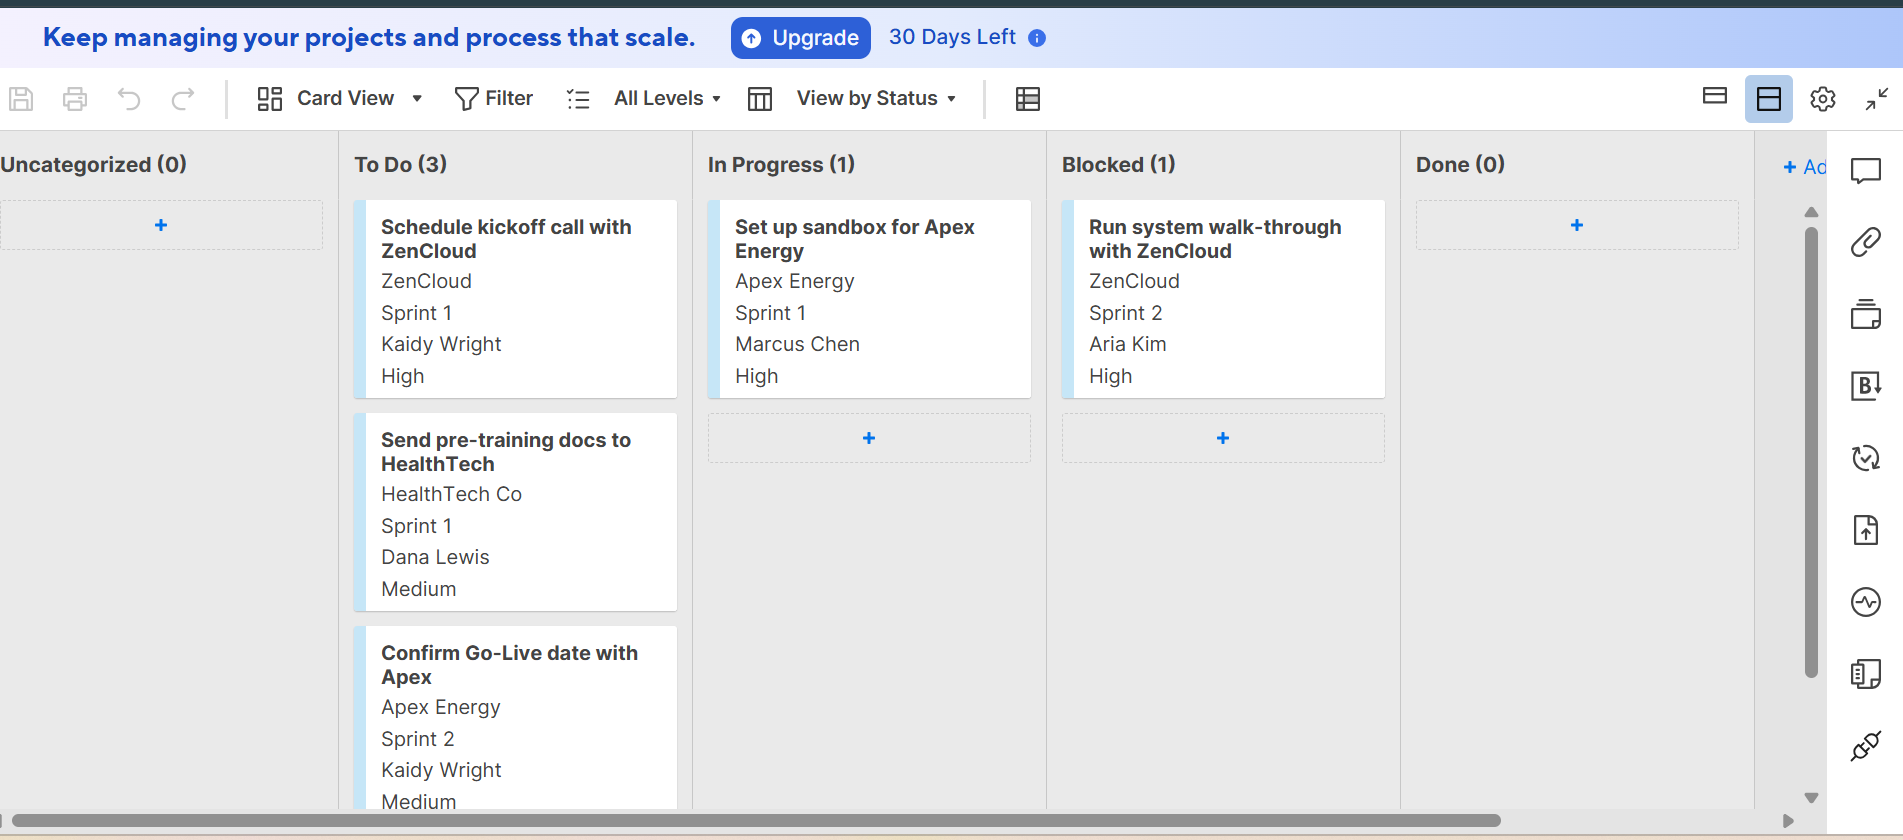 Keep managing your projects and process that scale.
Upgrade
30 Days Left
Card View
Filter
All Levels
View by Status
Uncategorized (0)
+
To Do (3)
Schedule kickoff call with
ZenCloud
ZenCloud
Sprint 1
Kaidy Wright
High
Send pre-training docs to
HealthTech
HealthTech Co
Sprint 1
Dana Lewis
Medium
Confirm Go-Live date with
Apex
Apex Energy
Sprint 2
Kaidy Wright
Medium
In Progress (1)
Set up sandbox for Apex
Energy
Apex Energy
Sprint 1
Marcus Chen
High
+
Blocked (1)
Run system walk-through
with ZenCloud
ZenCloud
Sprint 2
Aria Kim
High
+
Done (0)
+
+ Ad
B